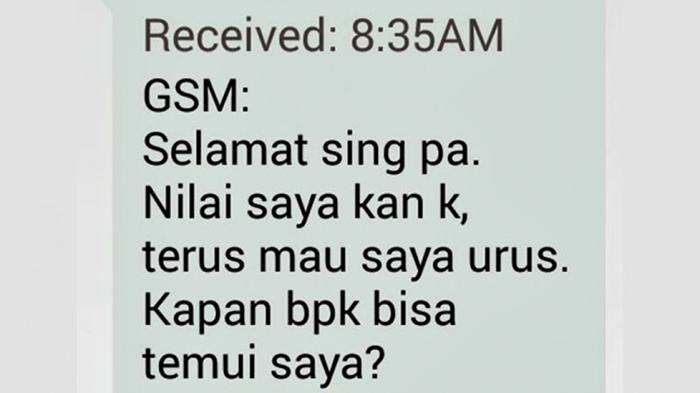 Received: 8:35AM
GSM:
Selamat sing pa.
Nilai saya kan k,
terus mau saya urus.
Kapan bpk bisa
temui saya?